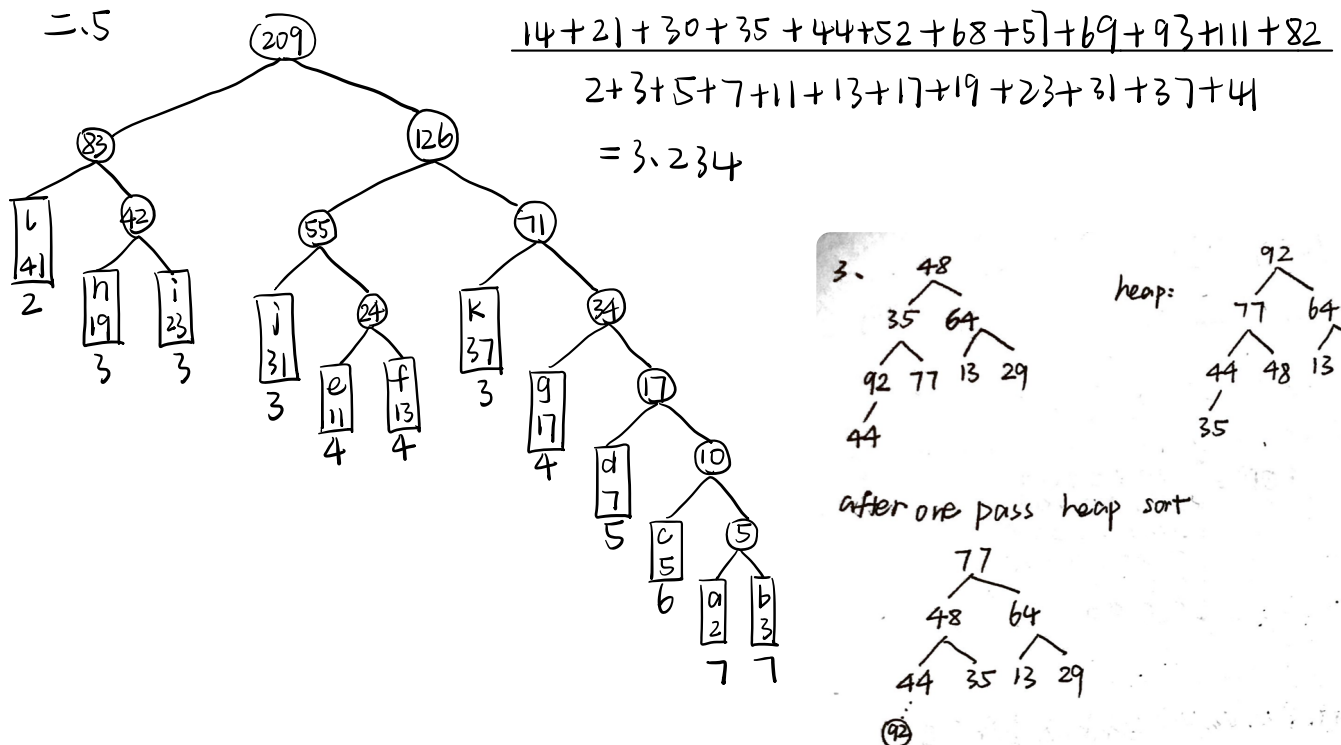 二、5
14+21+30+35+44+52+68+57+69+93+111+82
2+3+5+7+11+13+17+19+23+31+37+41
=3、234
209
83 126
l 41 2
42
55
71
h 19 3
i 23 3
j 31 3
24
k 37 3
34
e 11 4
f 13 4
g 17 4
17
d 7 5
10
c 5 6
5
a 2 7
b 3 7
3、
48
35 64
92 77 13 29
44
heap:
92
77 64
44 48 13
35
after one pass heap sort
77
48 64
44 35 13 29
92